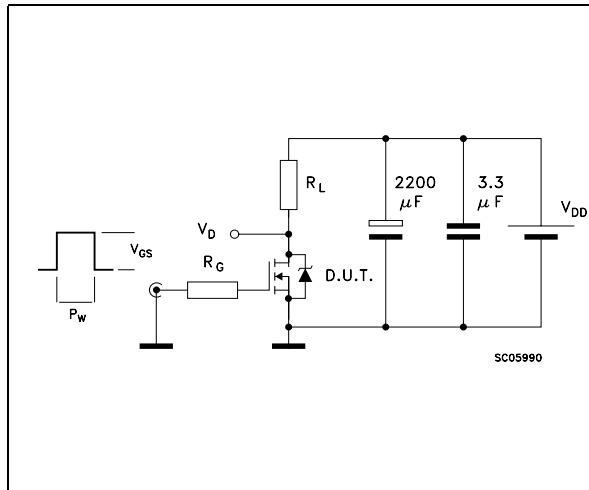 R_L
2200
μF
3.3
μF
V_DD
V_D
V_GS
R_G
D.U.T.
P_W
SC05990